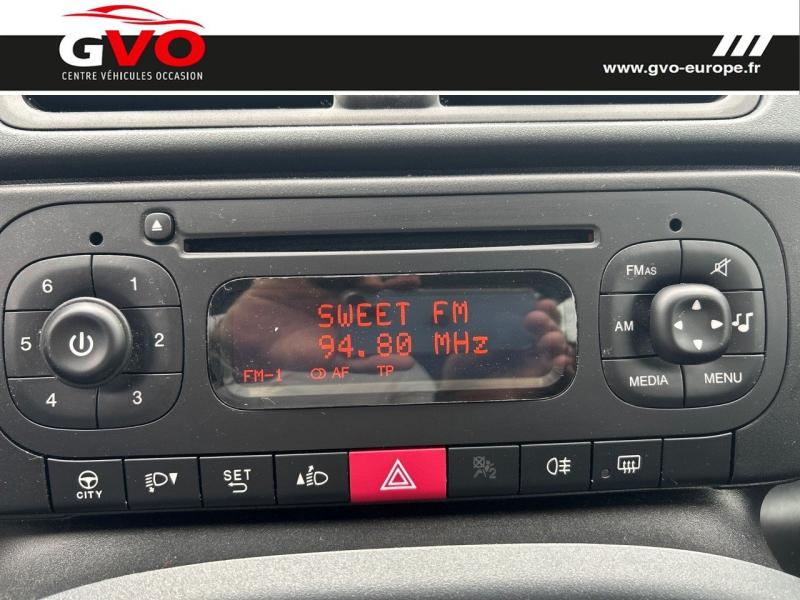 GVO
CENTRE VÉHICULES OCCASION
www.gvo-europe.fr
6 1
5 2
4 3
SWEET FM
94.80 MHz
FM-1 AF TP
FMAS
AM
MEDIA MENU
CITY
SET
2